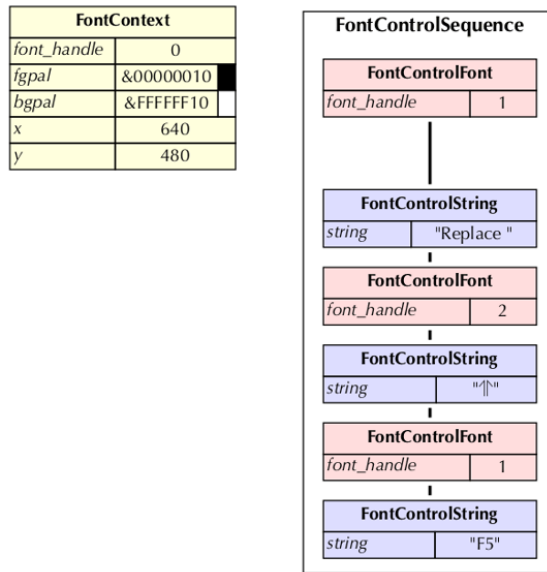 FontContext
font_handle 0
fgpal &00000010
bgpal &FFFFFF10
x 640
y 480
FontControlSequence
FontControlFont
font_handle 1
FontControlString
string "Replace "
FontControlFont
font_handle 2
FontControlString
string "⇑"
FontControlFont
font_handle 1
FontControlString
string "F5"